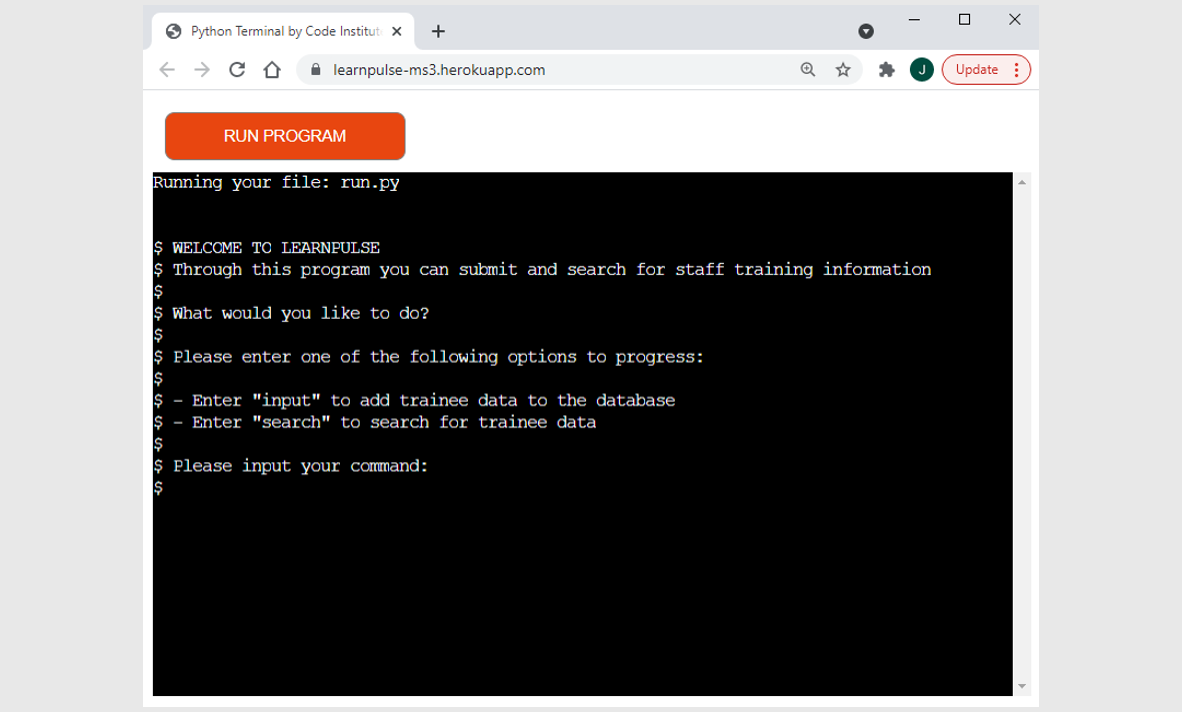 Python Terminal by Code Institut
learnpulse-ms3.herokuapp.com
J
Update
RUN PROGRAM
Running your file: run.py
$ WELCOME TO LEARNPULSE
$ Through this program you can submit and search for staff training information
$
$ What would you like to do?
$
$ Please enter one of the following options to progress:
$
$ - Enter "input" to add trainee data to the database
$ - Enter "search" to search for trainee data
$
$ Please input your command:
$